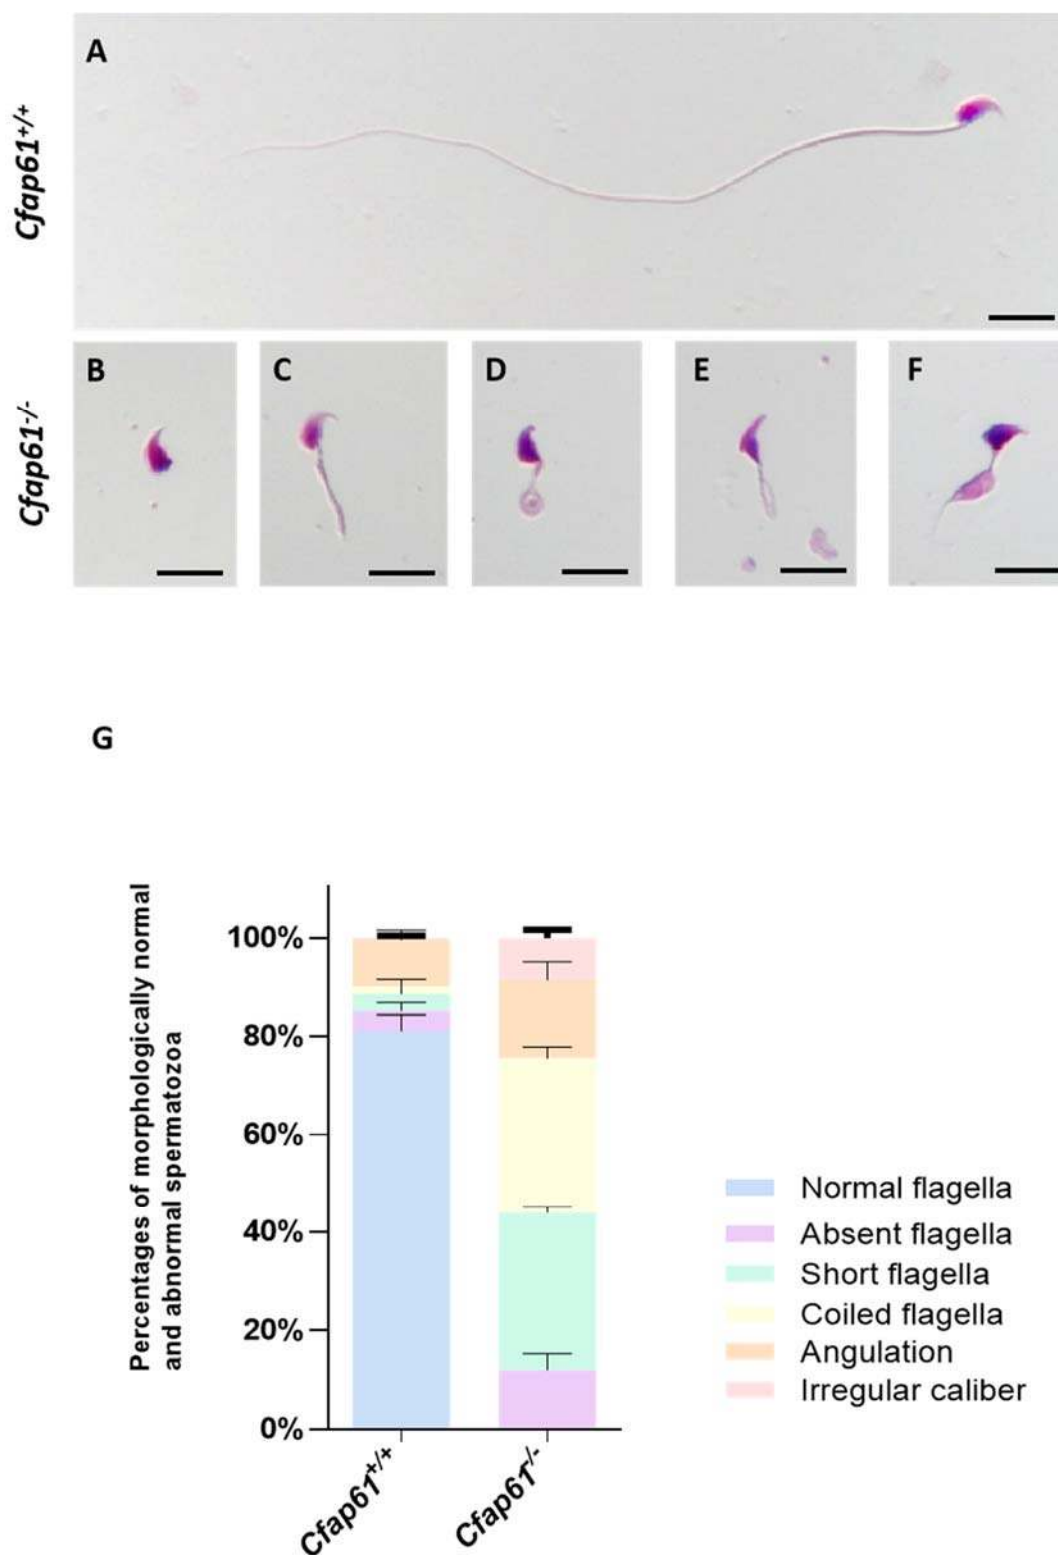 A
Cfap61+/+
B
C
D
E
F
Cfap61-/-
G
Percentages of morphologically normal
and abnormal spermatozoa
100%
80%
60%
40%
20%
0%
Cfap61+/+
Cfap61-/-
Normal flagella
Absent flagella
Short flagella
Coiled flagella
Angulation
Irregular caliber